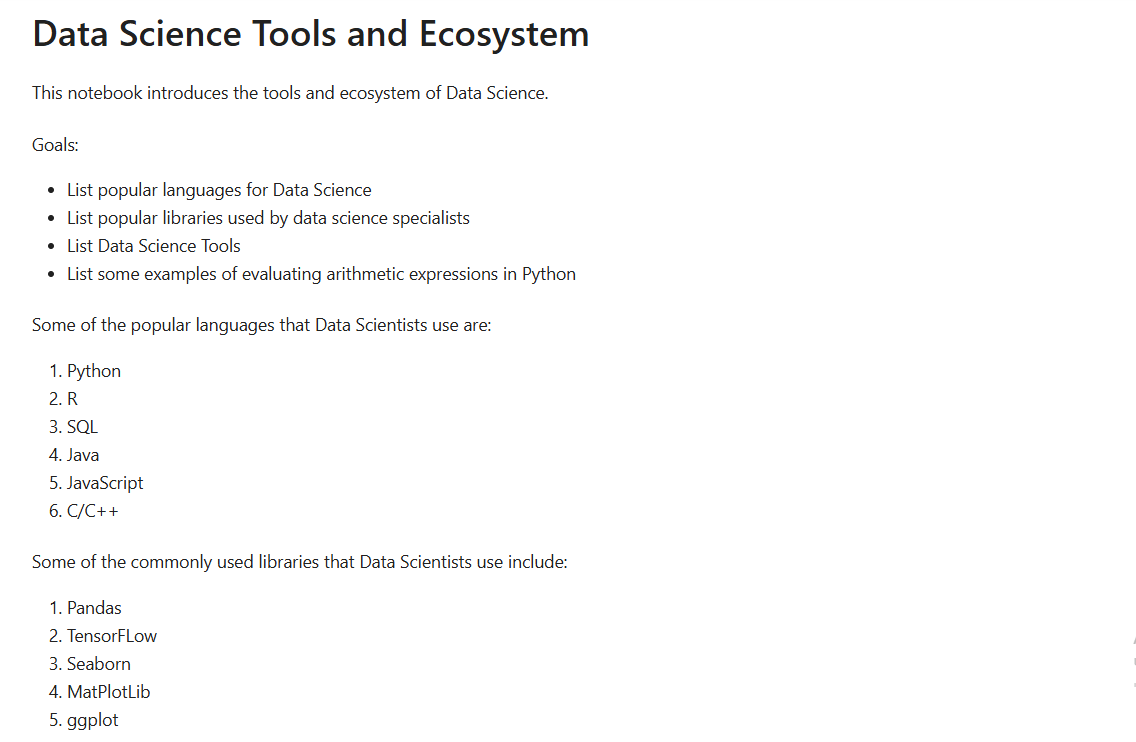 Data Science Tools and Ecosystem
This notebook introduces the tools and ecosystem of Data Science.
Goals:
• List popular languages for Data Science
• List popular libraries used by data science specialists
• List Data Science Tools
• List some examples of evaluating arithmetic expressions in Python
Some of the popular languages that Data Scientists use are:
1. Python
2. R
3. SQL
4. Java
5. JavaScript
6. C/C++
Some of the commonly used libraries that Data Scientists use include:
1. Pandas
2. TensorFLow
3. Seaborn
4. MatPlotLib
5. ggplot